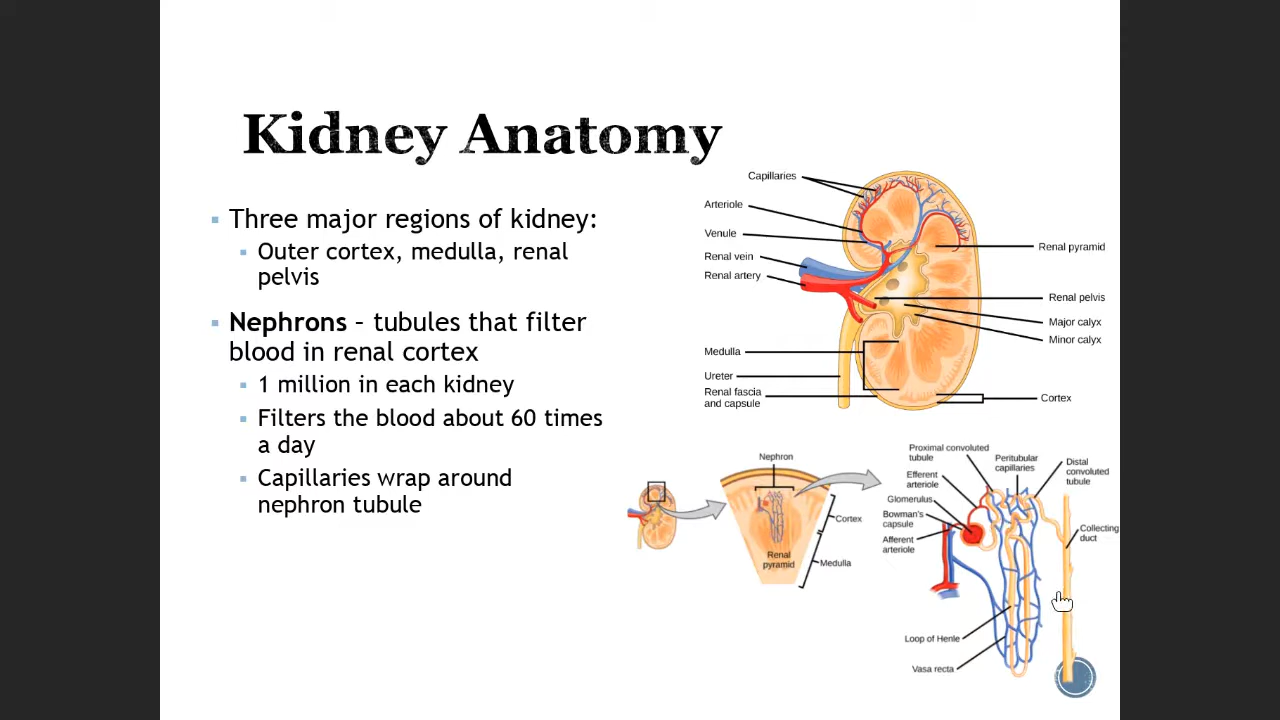 Kidney Anatomy
Three major regions of kidney:
Outer cortex, medulla, renal
pelvis
Nephrons – tubules that filter
blood in renal cortex
1 million in each kidney
Filters the blood about 60 times
a day
Capillaries wrap around
nephron tubule
Capillaries
Arteriole
Venule
Renal vein
Renal artery
Medulla
Ureter
Renal fascia
and capsule
Renal pyramid
Renal pelvis
Major calyx
Minor calyx
Cortex
Nephron
Cortex
Renal
pyramid
Medulla
Proximal convoluted
tubule
Efferent
arteriole
Glomerulus
Bowman's
capsule
Afferent
arteriole
Peritubular
capillaries
Distal
convoluted
tubule
Collecting
duct
Loop of Henle
Vasa recta